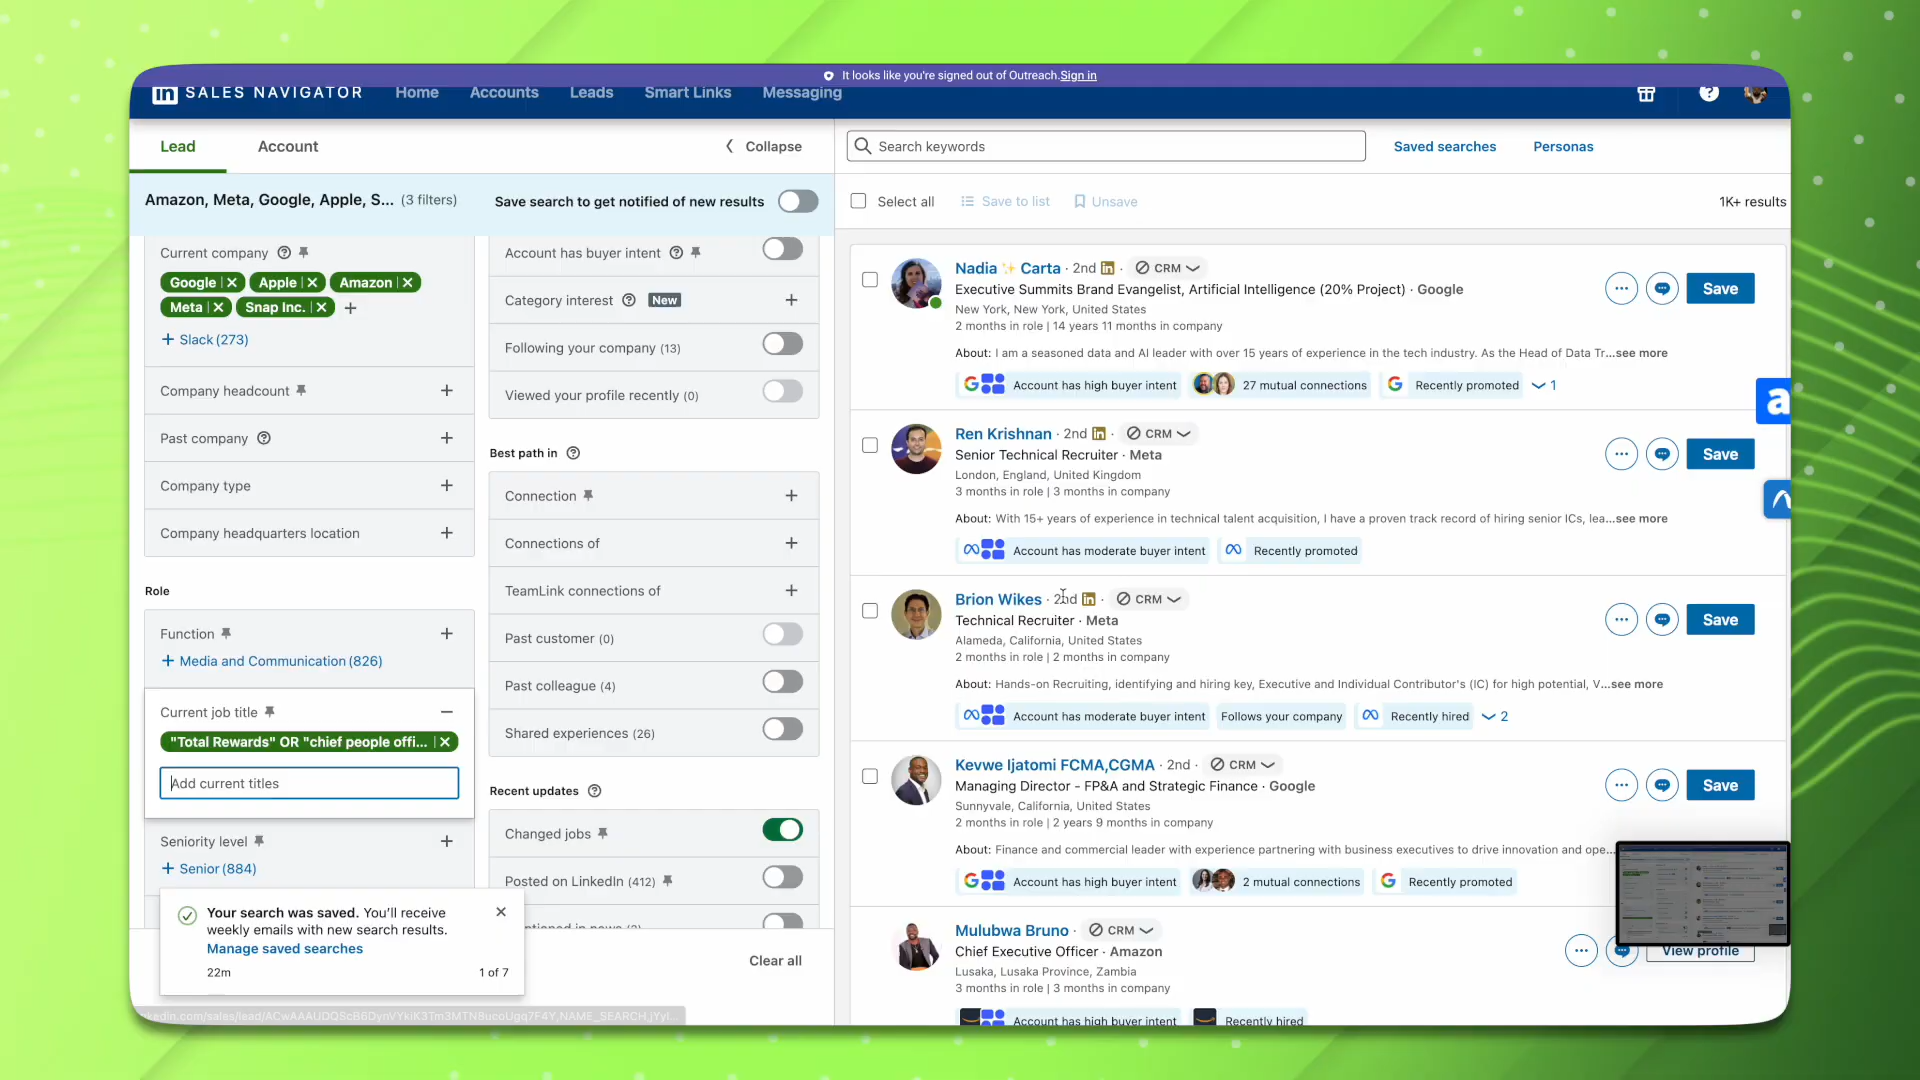 It looks like you're signed out of Outreach.Sign in
in SALES NAVIGATOR Home Accounts Leads Smart Links Messaging
Lead Account Collapse
Amazon, Meta, Google, Apple, S... (3 filters) Save search to get notified of new results
Current company
Google Apple Amazon
Meta Snap Inc.
+ Slack (273)
Company headcount
Past company
Company type
Company headquarters location
Role
Function
+ Media and Communication (826)
Current job title
"Total Rewards" OR "chief people offi...
Add current titles
Seniority level
+ Senior (884)
Your search was saved. You'll receive
weekly emails with new search results.
Manage saved searches
22m 1 of 7
Account has buyer intent
Category interest New
Following your company (13)
Viewed your profile recently (0)
Best path in
Connection
Connections of
TeamLink connections of
Past customer (0)
Past colleague (4)
Shared experiences (26)
Recent updates
Changed jobs
Posted on LinkedIn (412)
Clear all
Search keywords
Saved searches Personas
Select all Save to list Unsave 1K+ results
Nadia ✨ Carta · 2nd in · CRM
Executive Summits Brand Evangelist, Artificial Intelligence (20% Project) · Google
New York, New York, United States
2 months in role | 14 years 11 months in company
About: I am a seasoned data and AI leader with over 15 years of experience in the tech industry. As the Head of Data Tr...see more
Account has high buyer intent 27 mutual connections Recently promoted 1
Save
Ren Krishnan · 2nd in · CRM
Senior Technical Recruiter · Meta
London, England, United Kingdom
3 months in role | 3 months in company
About: With 15+ years of experience in technical talent acquisition, I have a proven track record of hiring senior ICs, lea...see more
Account has moderate buyer intent Recently promoted
Save
Brion Wikes · 2nd in · CRM
Technical Recruiter · Meta
Alameda, California, United States
2 months in role | 2 months in company
About: Hands-on Recruiting, identifying and hiring key, Executive and Individual Contributor's (IC) for high potential, V...see more
Account has moderate buyer intent Follows your company Recently hired 2
Save
Kevwe Ijatomi FCMA,CGMA · 2nd · CRM
Managing Director - FP&A and Strategic Finance · Google
Sunnyvale, California, United States
2 months in role | 2 years 9 months in company
About: Finance and commercial leader with experience partnering with business executives to drive innovation and ope...
Account has high buyer intent 2 mutual connections Recently promoted
Save
Mulubwa Bruno · CRM
Chief Executive Officer · Amazon
Lusaka, Lusaka Province, Zambia
3 months in role | 3 months in company
Account has high buyer intent Recently hired
View profile